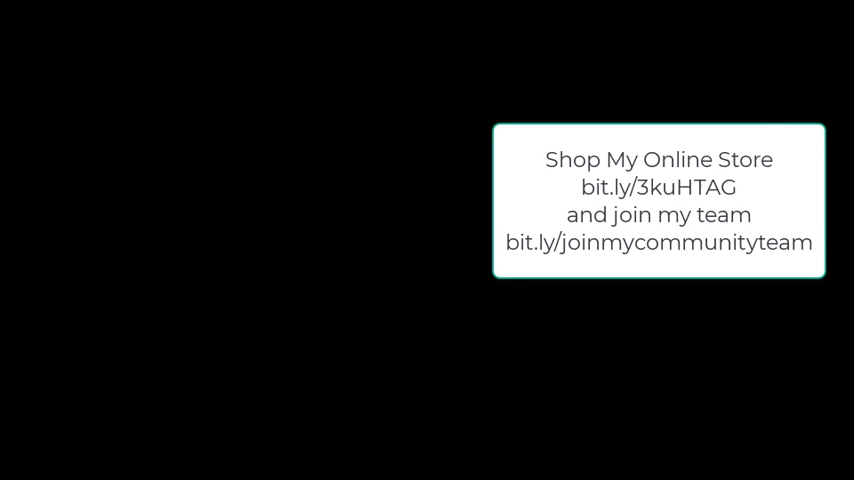 Shop My Online Store
bit.ly/3kuHTAG
and join my team
bit.ly/joinmycommunityteam